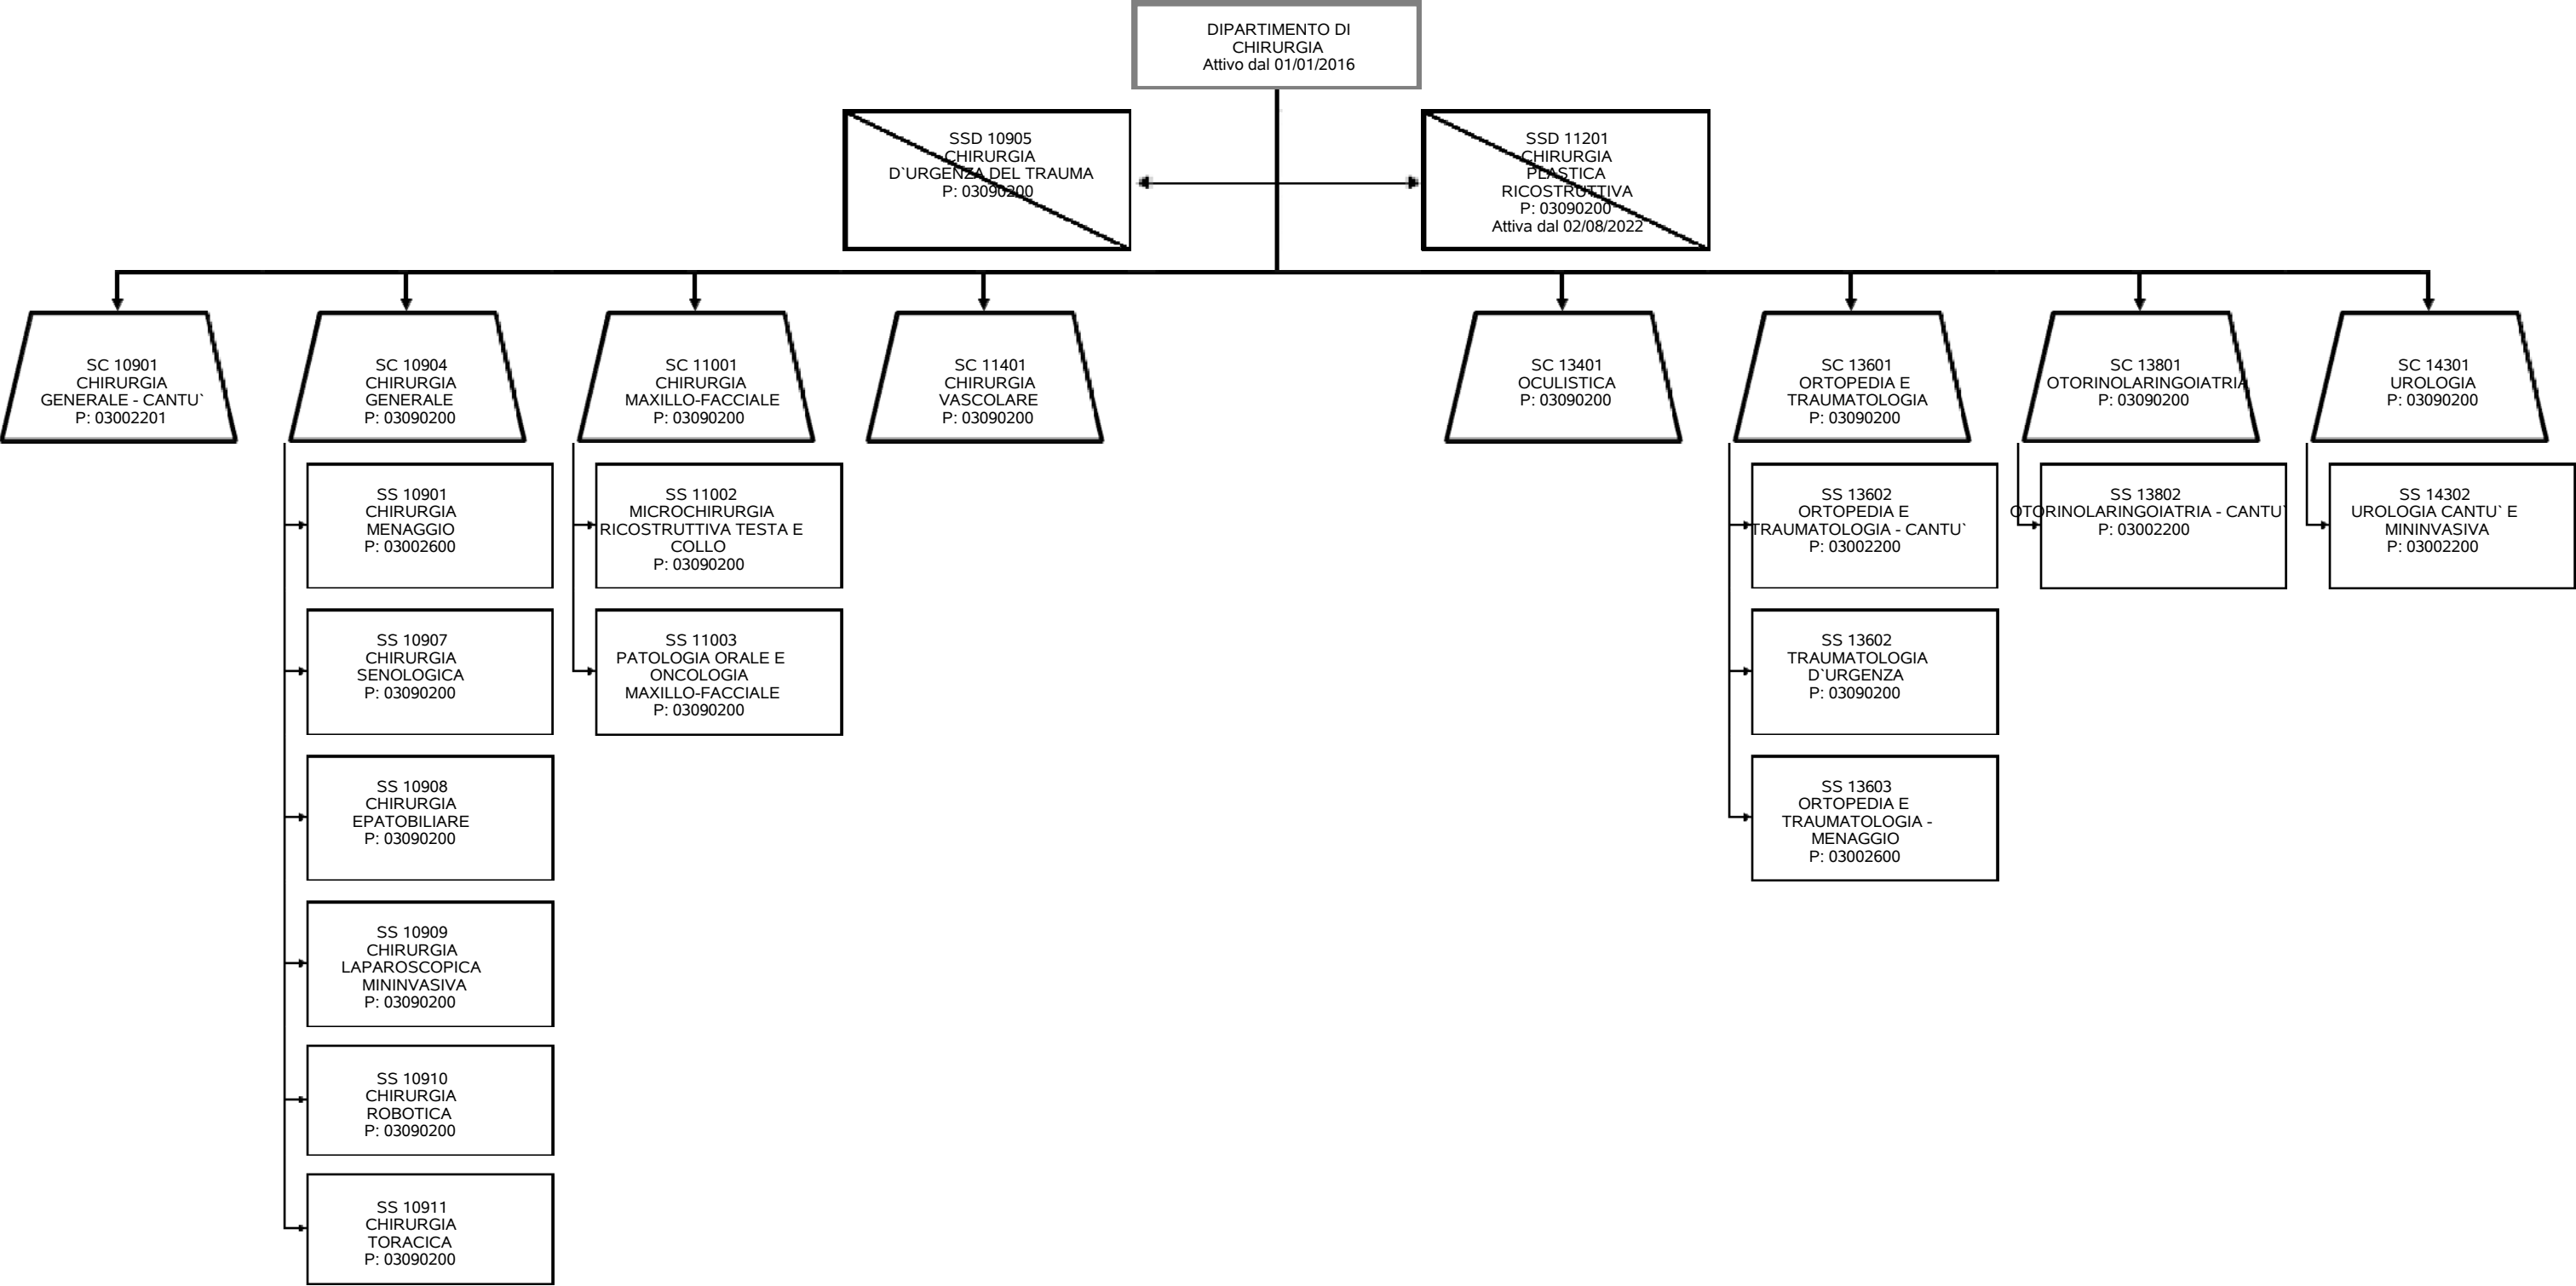 DIPARTIMENTO DI
CHIRURGIA
Attivo dal 01/01/2016
SSD 10905
CHIRURGIA
D`URGENZA DEL TRAUMA
P: 03090200
SSD 11201
CHIRURGIA
PLASTICA
RICOSTRUTTIVA
P: 03090200
Attiva dal 02/08/2022
SC 10901
CHIRURGIA
GENERALE - CANTU`
P: 03002201
SC 10904
CHIRURGIA
GENERALE
P: 03090200
SC 11001
CHIRURGIA
MAXILLO-FACCIALE
P: 03090200
SC 11401
CHIRURGIA
VASCOLARE
P: 03090200
SC 13401
OCULISTICA
P: 03090200
SC 13601
ORTOPEDIA E
TRAUMATOLOGIA
P: 03090200
SC 13801
OTORINOLARINGOIATRIA
P: 03090200
SC 14301
UROLOGIA
P: 03090200
SS 10901
CHIRURGIA
MENAGGIO
P: 03002600
SS 10907
CHIRURGIA
SENOLOGICA
P: 03090200
SS 10908
CHIRURGIA
EPATOBILIARE
P: 03090200
SS 10909
CHIRURGIA
LAPAROSCOPICA
MININVASIVA
P: 03090200
SS 10910
CHIRURGIA
ROBOTICA
P: 03090200
SS 10911
CHIRURGIA
TORACICA
P: 03090200
SS 11002
MICROCHIRURGIA
RICOSTRUTTIVA TESTA E
COLLO
P: 03090200
SS 11003
PATOLOGIA ORALE E
ONCOLOGIA
MAXILLO-FACCIALE
P: 03090200
SS 13602
ORTOPEDIA E
TRAUMATOLOGIA - CANTU`
P: 03002200
SS 13602
TRAUMATOLOGIA
D`URGENZA
P: 03090200
SS 13603
ORTOPEDIA E
TRAUMATOLOGIA -
MENAGGIO
P: 03002600
SS 13802
OTORINOLARINGOIATRIA - CANTU`
P: 03002200
SS 14302
UROLOGIA CANTU` E
MININVASIVA
P: 03002200